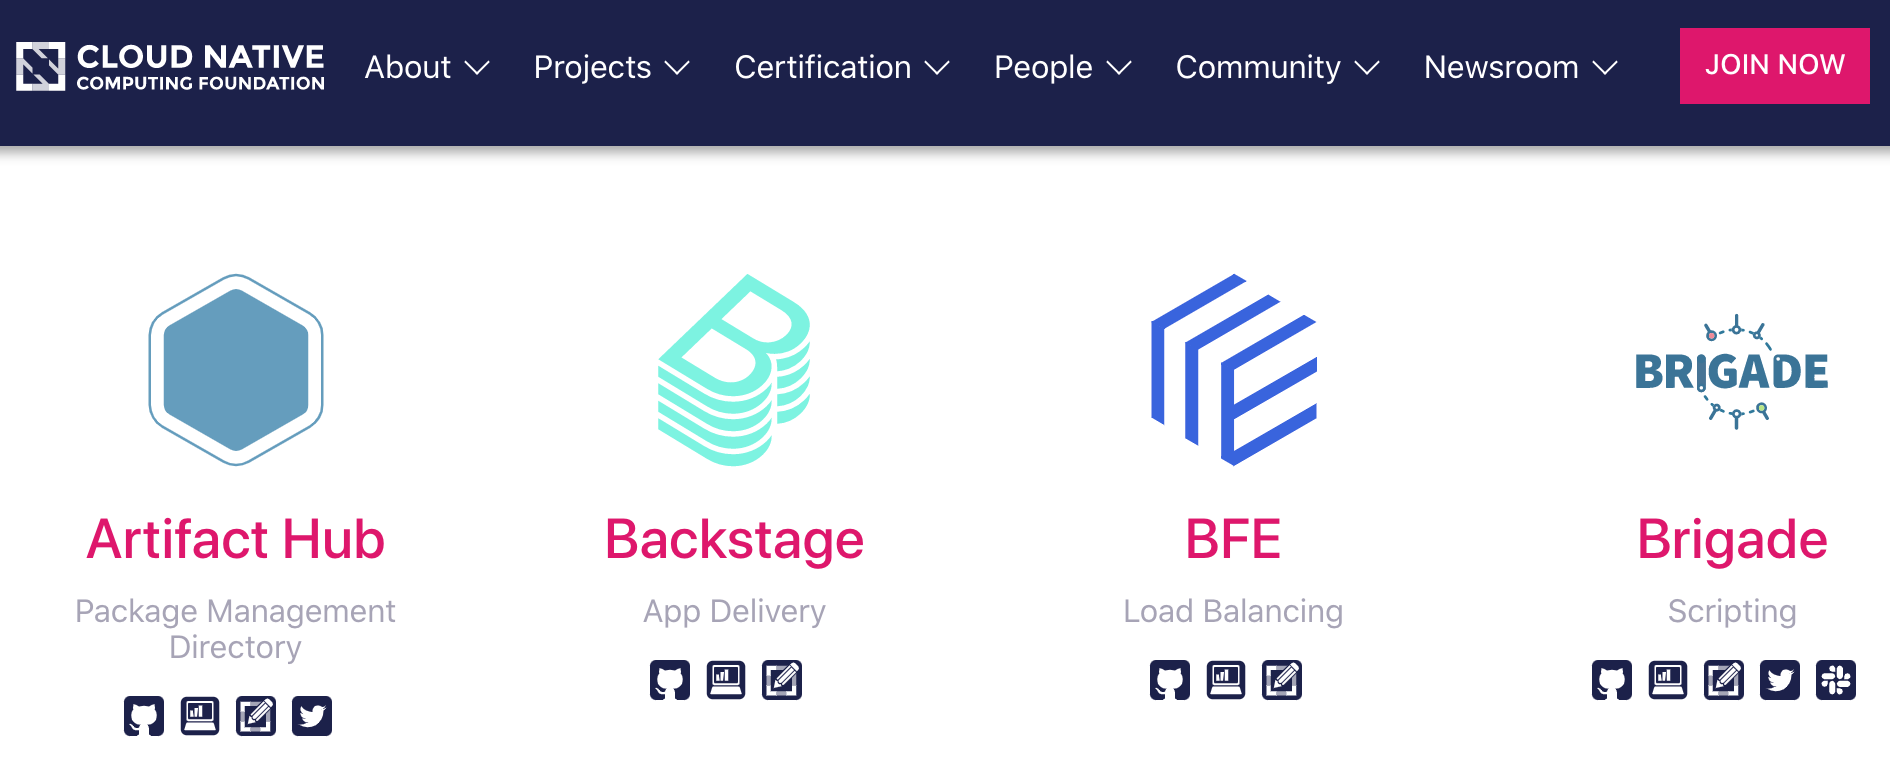 CLOUD NATIVE
COMPUTING FOUNDATION
About Projects Certification People Community Newsroom JOIN NOW
BRIGADE
Artifact Hub Backstage BFE Brigade
Package Management App Delivery Load Balancing Scripting
Directory